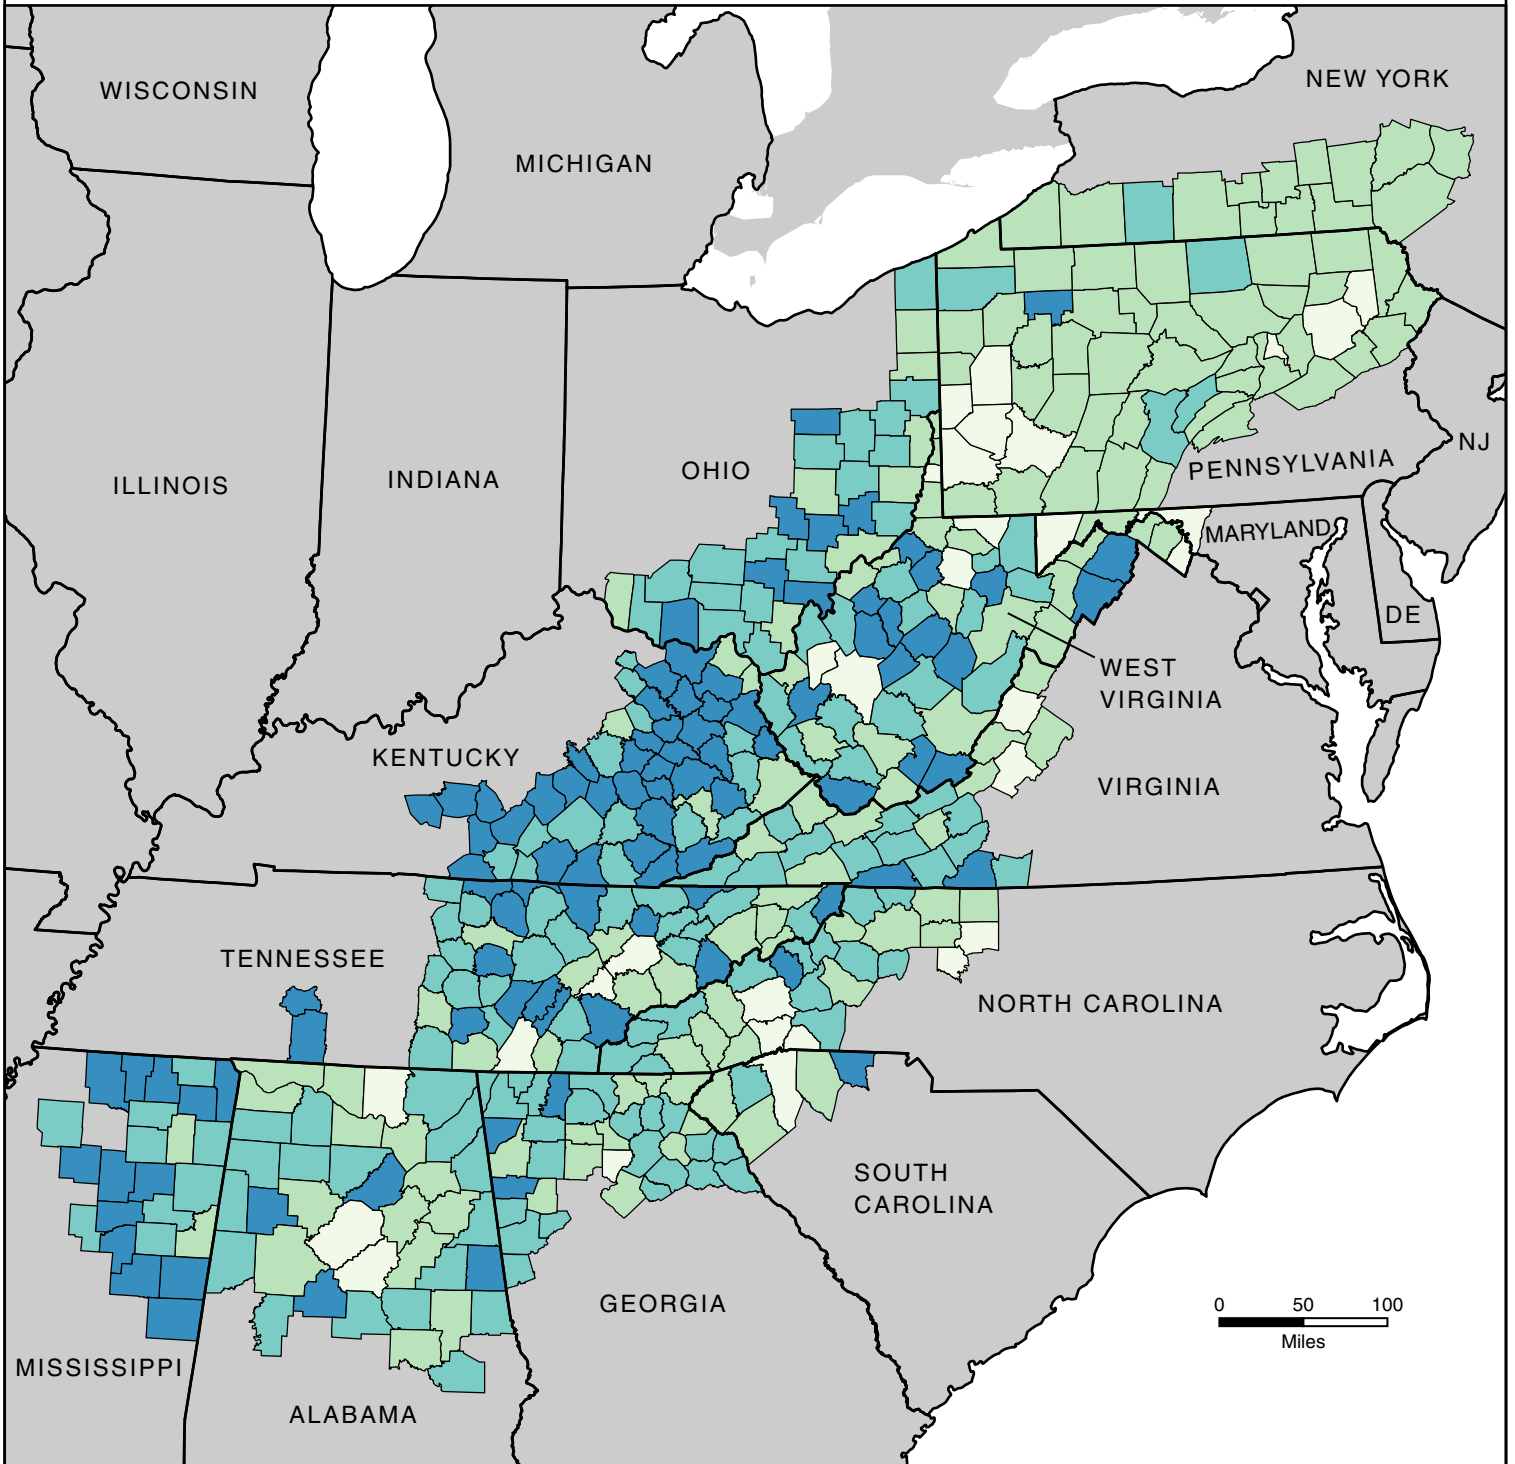 NEW YORK
WISCONSIN
MICHIGAN
NJ
PENNSYLVANIA
OHIO
INDIANA
ILLINOIS
MARYLAND
DE
WEST
VIRGINIA
KENTUCKY
VIRGINIA
TENNESSEE
NORTH CAROLINA
SOUTH
CAROLINA
GEORGIA
0 50 100
Miles
MISSISSIPPI
ALABAMA